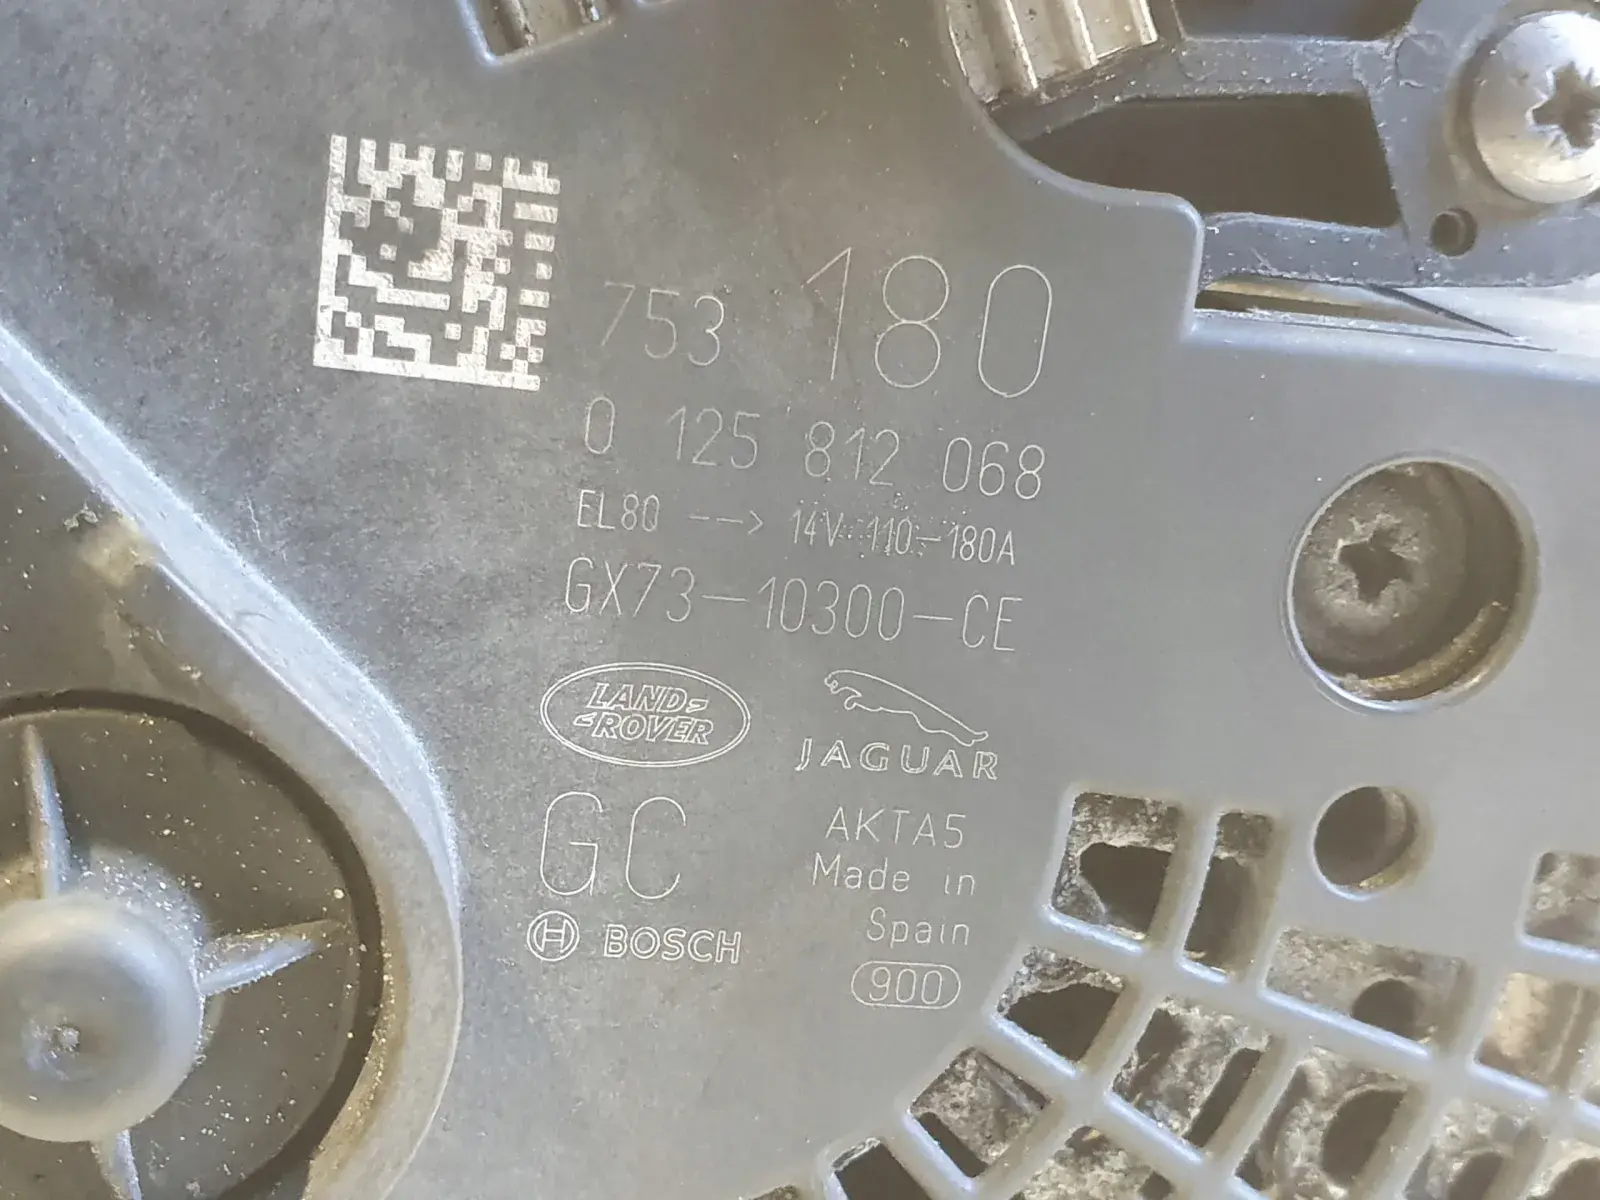 753 180
0 125 812 068
EL80 --> 14V 110-180A
GX73-10300-CE
LAND ROVER
JAGUAR
GC AKTA5
Made in
Spain
BOSCH
900